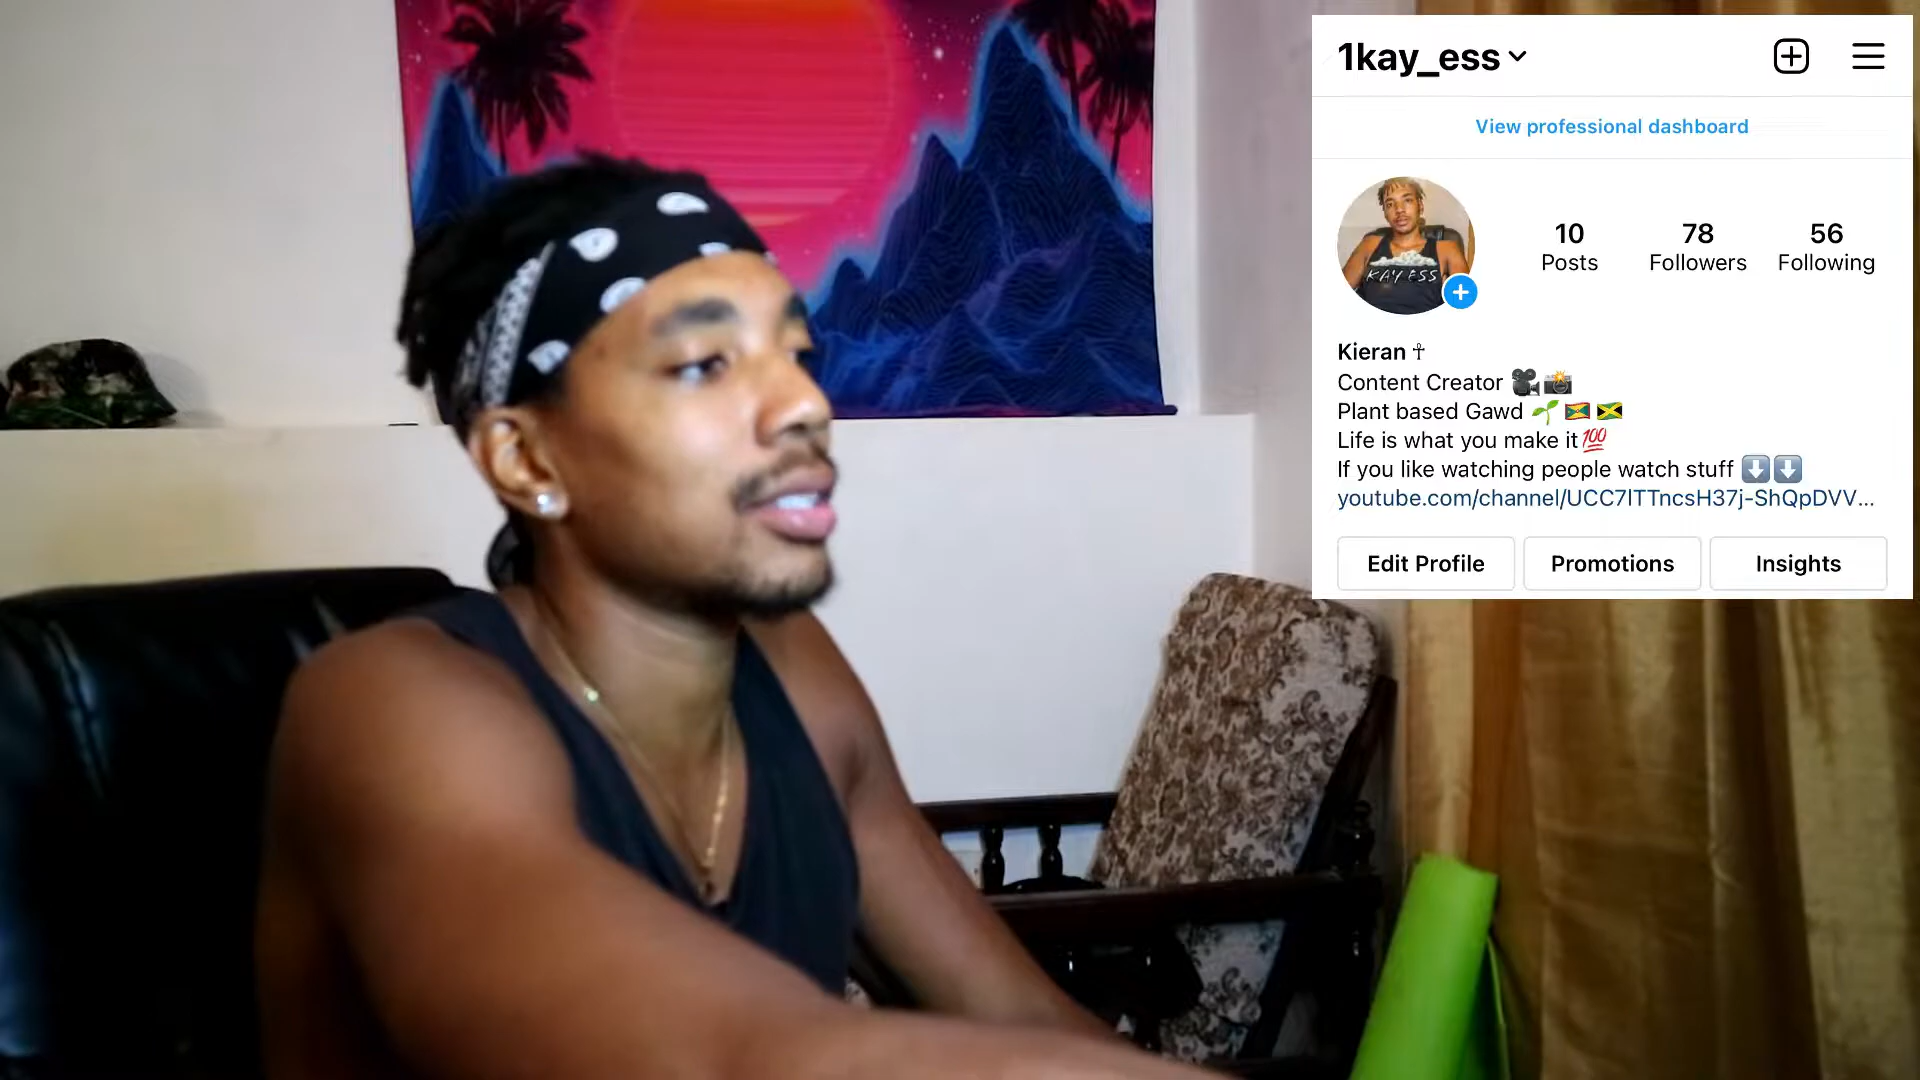 1kay_ess
View professional dashboard
KAY ESS
10 78 56
Posts Followers Following
Kieran ☥
Content Creator 🎥📸
Plant based Gawd 🌱🇬🇩🇯🇲
Life is what you make it💯
If you like watching people watch stuff ⬇️⬇️
youtube.com/channel/UCC7lTTncsH37j-ShQpDVV...
Edit Profile Promotions Insights